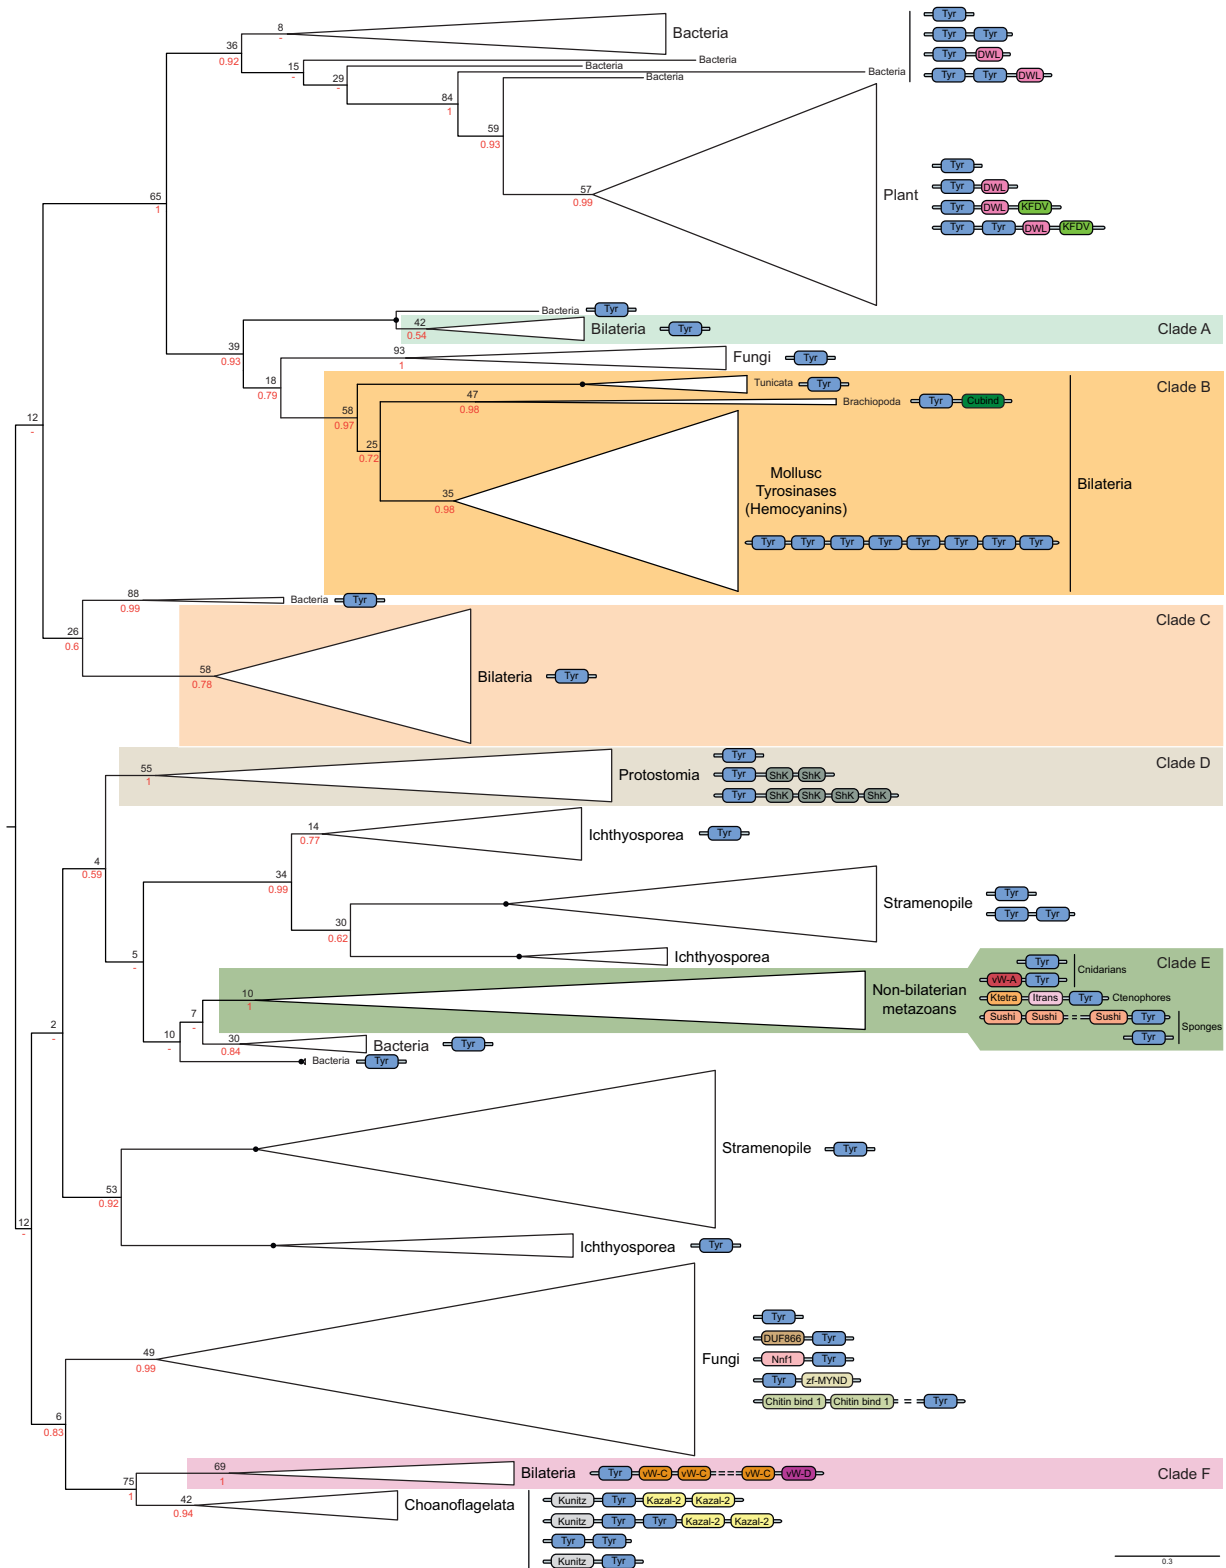 8
-
Bacteria
Tyr
36
0.92
Tyr Tyr
Tyr DWL
Bacteria
15
-
Bacteria
Bacteria
Tyr Tyr DWL
29
-
Bacteria
84
1
59
0.93
57
0.99
Plant
Tyr
Tyr DWL
Tyr DWL KFDV
Tyr Tyr DWL KFDV
65
1
Bacteria Tyr
42
0.54
Bilateria Tyr
Clade A
39
0.93
93
1
Fungi Tyr
18
0.79
Clade B
Tunicata Tyr
47
0.98
Brachiopoda Tyr Cubind
58
0.97
12
-
25
0.72
Mollusc
Tyrosinases
(Hemocyanins)
Bilateria
35
0.98
Tyr Tyr Tyr Tyr Tyr Tyr Tyr Tyr
88
0.99
Bacteria Tyr
Clade C
26
0.6
58
0.78
Bilateria Tyr
Clade D
55
1
Protostomia
Tyr
Tyr ShK ShK
Tyr ShK ShK ShK ShK
14
0.77
Ichthyosporea Tyr
4
0.59
34
0.99
Stramenopile
Tyr
Tyr Tyr
30
0.62
Ichthyosporea
5
-
Clade E
10
1
Non-bilaterian
metazoans
Tyr
vW-A Tyr
Cnidarians
Ktetra Itrans Tyr Ctenophores
Sushi Sushi Sushi Tyr
Tyr
Sponges
7
-
10
-
30
0.84
Bacteria Tyr
Bacteria Tyr
2
-
Stramenopile Tyr
53
0.92
Ichthyosporea Tyr
12
-
49
0.99
Fungi
Tyr
DUF866 Tyr
Nnf1 Tyr
Tyr zf-MYND
Chitin bind 1 Chitin bind 1 Tyr
6
0.83
69
1
Bilateria Tyr vW-C vW-C vW-C vW-D
Clade F
75
1
42
0.94
Choanoflagelata
Kunitz Tyr Kazal-2 Kazal-2
Kunitz Tyr Tyr Kazal-2 Kazal-2
Tyr Tyr
Kunitz Tyr
0.3